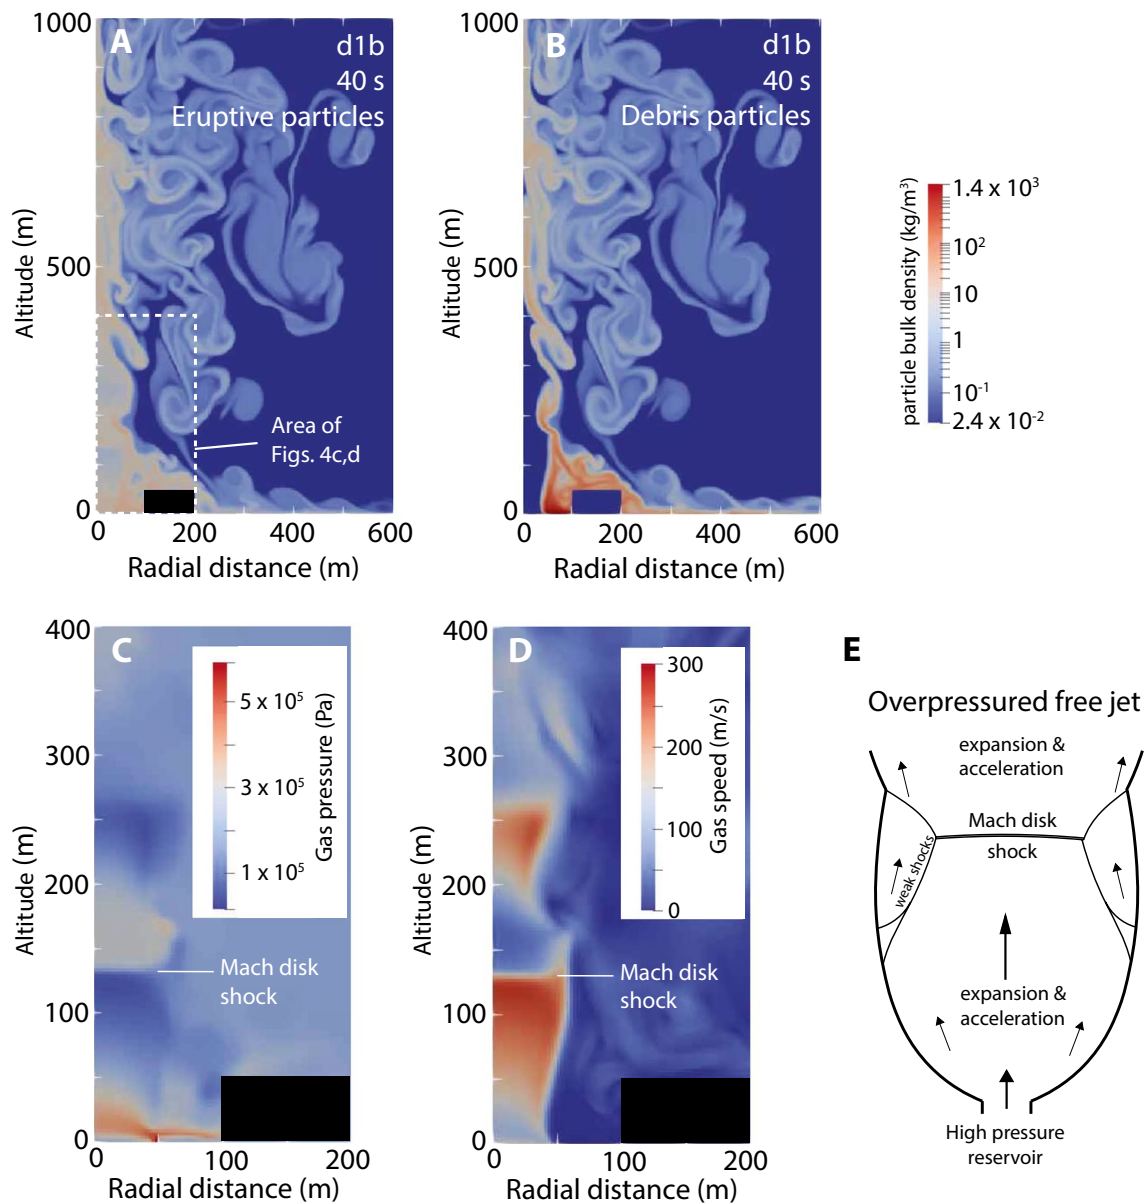 A
d1b
40 s
Eruptive particles
1000
500
0
Altitude (m)
Area of
Figs. 4c,d
0 200 400 600
Radial distance (m)
B
d1b
40 s
Debris particles
1000
500
0
Altitude (m)
0 200 400 600
Radial distance (m)
particle bulk density (kg/m³)
1.4 x 10³
10²
10
1
10⁻¹
2.4 x 10⁻²
C
400
300
200
100
0
Altitude (m)
Gas pressure (Pa)
5 x 10⁵
3 x 10⁵
1 x 10⁵
Mach disk
shock
0 100 200
Radial distance (m)
D
400
300
200
100
0
Altitude (m)
Gas speed (m/s)
300
200
100
0
Mach disk
shock
0 100 200
Radial distance (m)
E
Overpressured free jet
expansion &
acceleration
Mach disk
shock
weak shocks
expansion &
acceleration
High pressure
reservoir